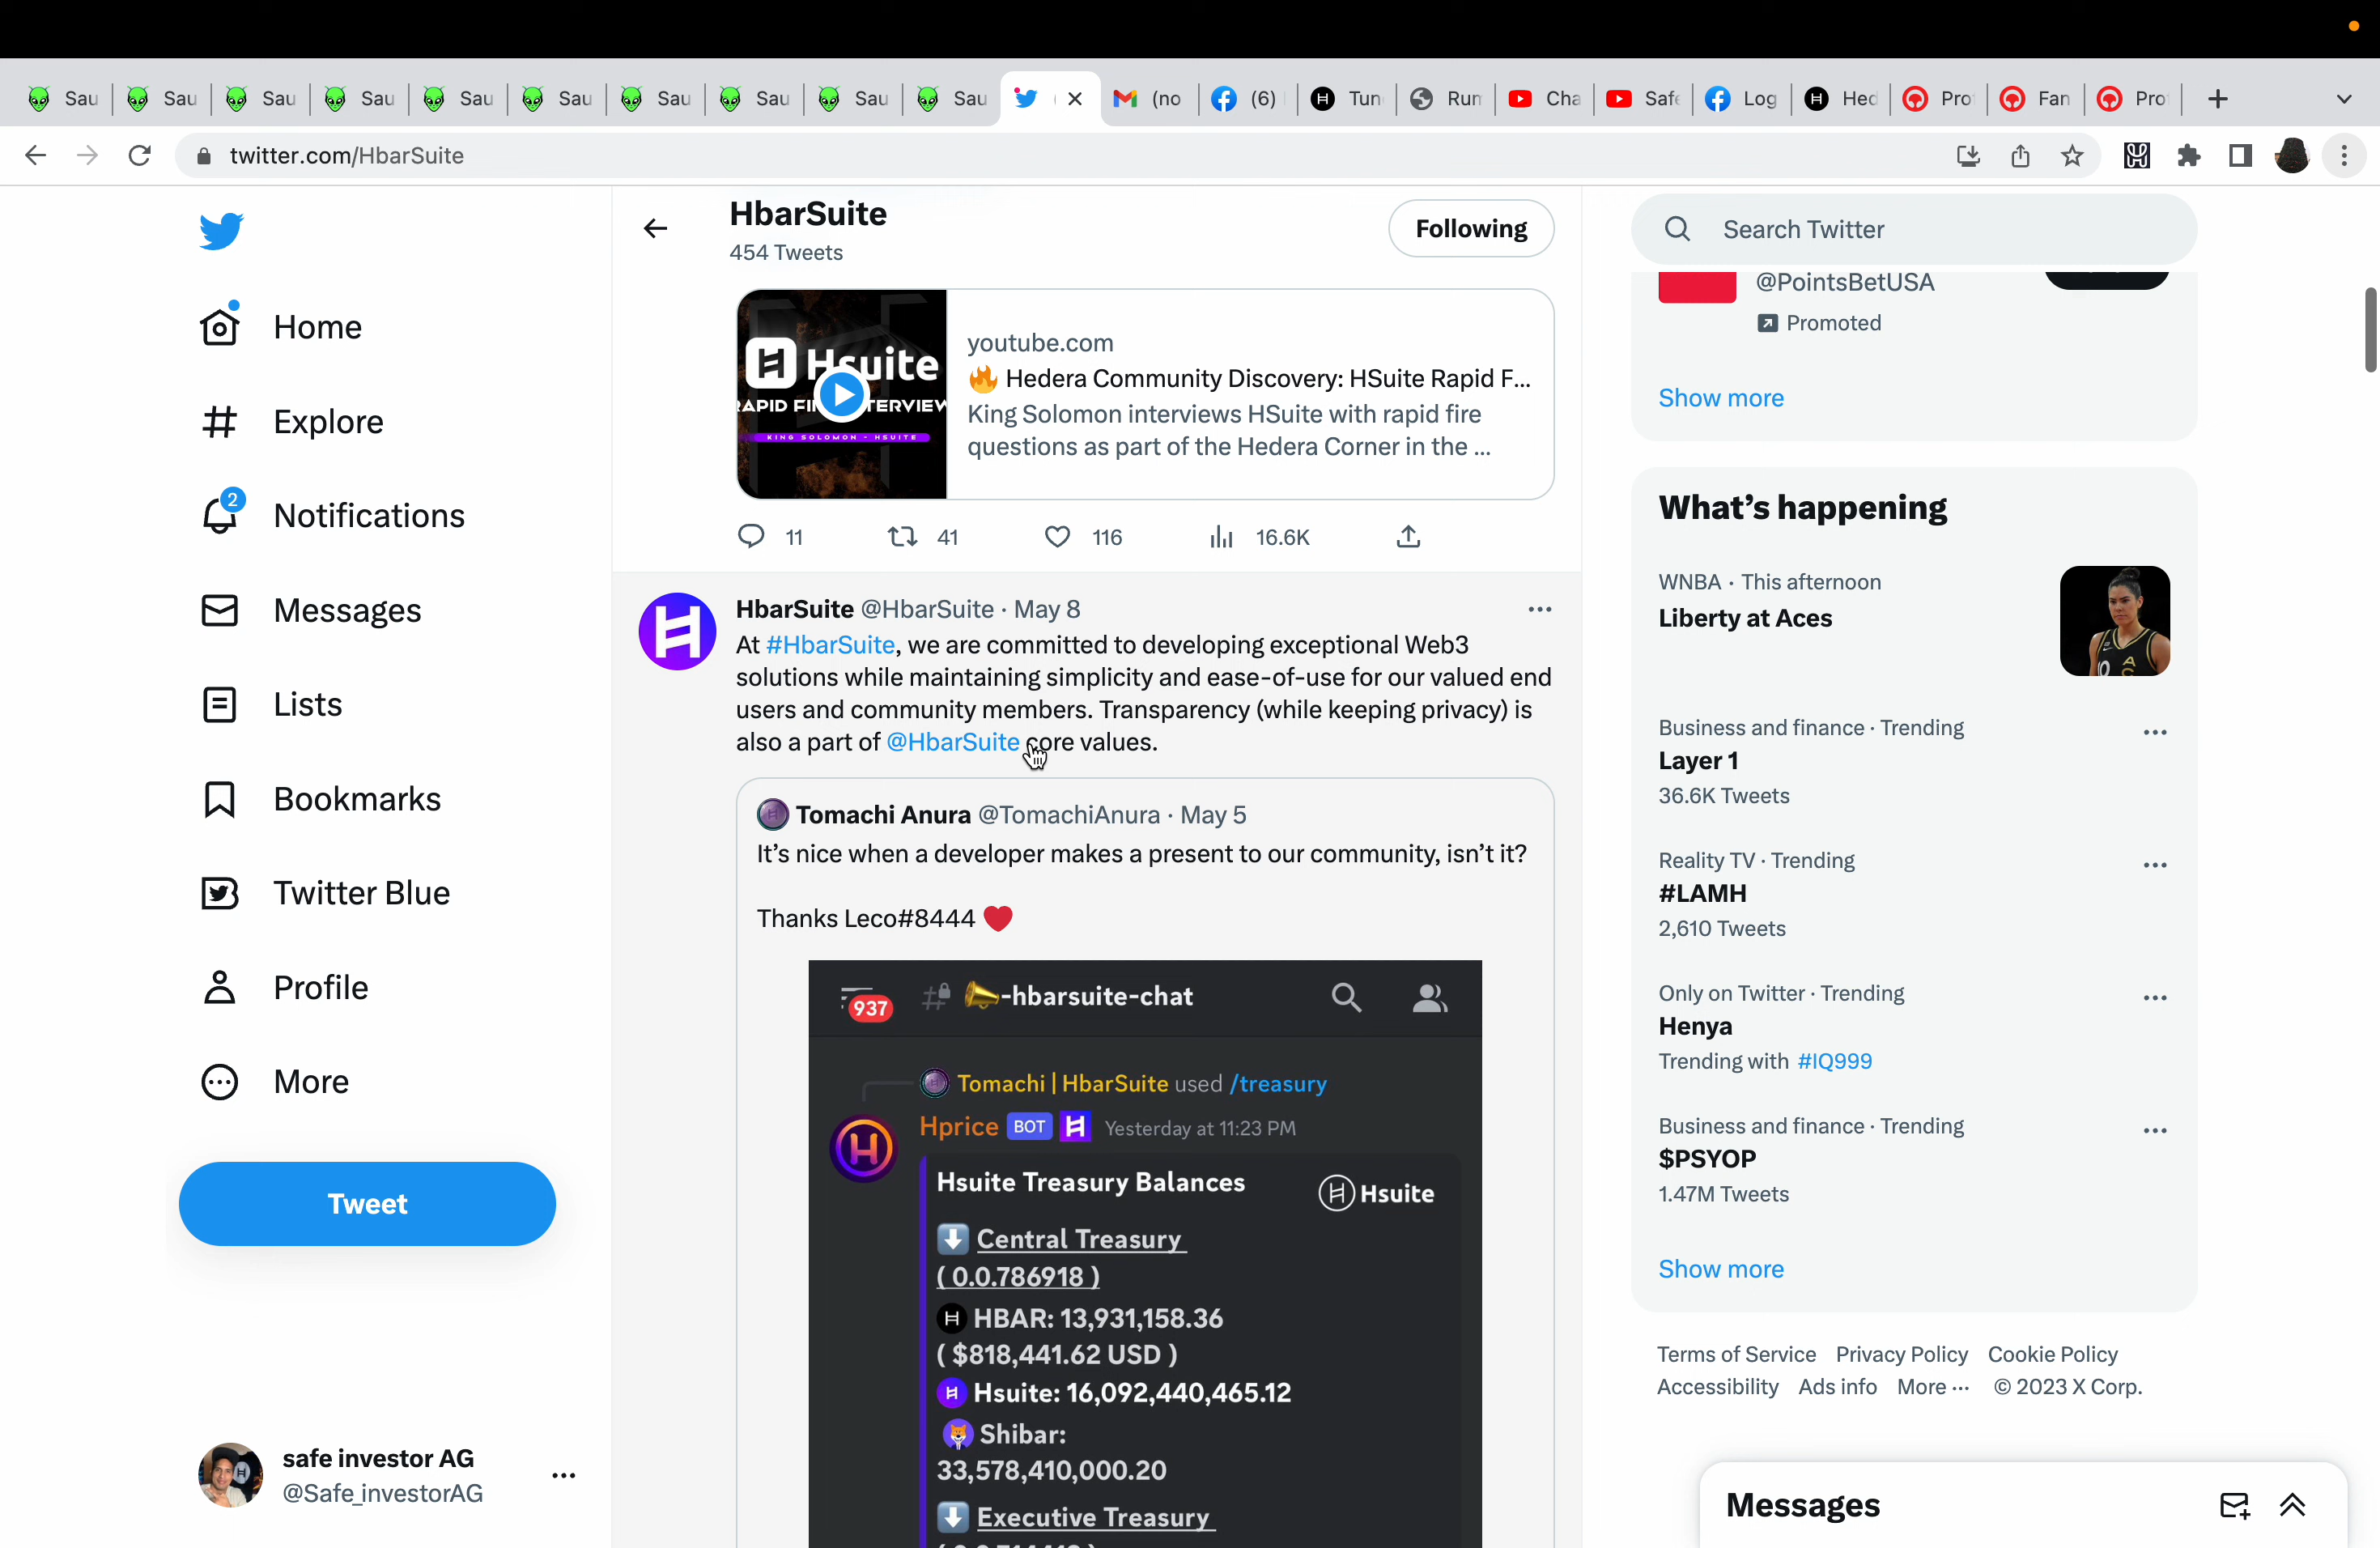 Sau
Sau
Sau
Sau
Sau
Sau
Sau
Sau
Sau
Sau
(no
(6)
Tun
Run
Cha
Safe
Log
Hed
Pro
Fan
Pro
twitter.com/HbarSuite
Home
Explore
2
Notifications
Messages
Lists
Bookmarks
Twitter Blue
Profile
More
Tweet
safe investor AG
@Safe_investorAG
HbarSuite
454 Tweets
Following
Hsuite
RAPID FI TERVIEW
KING SOLOMON - HSUITE
youtube.com
🔥 Hedera Community Discovery: HSuite Rapid F...
King Solomon interviews HSuite with rapid fire
questions as part of the Hedera Corner in the ...
11 41 116 16.6K
HbarSuite @HbarSuite · May 8
At #HbarSuite, we are committed to developing exceptional Web3
solutions while maintaining simplicity and ease-of-use for our valued end
users and community members. Transparency (while keeping privacy) is
also a part of @HbarSuite core values.
Tomachi Anura @TomachiAnura · May 5
It's nice when a developer makes a present to our community, isn't it?
Thanks Leco#8444 ❤️
937
# 📣-hbarsuite-chat
Tomachi | HbarSuite used /treasury
Hprice BOT Yesterday at 11:23 PM
Hsuite Treasury Balances
Hsuite
⬇️ Central Treasury
( 0.0.786918 )
HBAR: 13,931,158.36
( $818,441.62 USD )
Hsuite: 16,092,440,465.12
Shibar:
33,578,410,000.20
⬇️ Executive Treasury
Search Twitter
@PointsBetUSA
Promoted
Show more
What's happening
WNBA · This afternoon
Liberty at Aces
Business and finance · Trending
Layer 1
36.6K Tweets
Reality TV · Trending
#LAMH
2,610 Tweets
Only on Twitter · Trending
Henya
Trending with #IQ999
Business and finance · Trending
$PSYOP
1.47M Tweets
Show more
Terms of Service Privacy Policy Cookie Policy
Accessibility Ads info More ··· © 2023 X Corp.
Messages